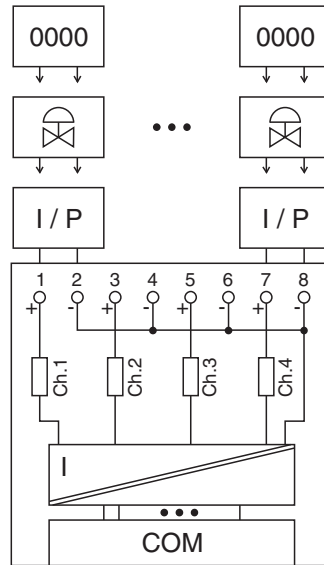 0000 0000
I / P I / P
1 2 3 4 5 6 7 8
+ - + - + - + -
Ch.1 Ch.2 Ch.3 Ch.4
I
COM